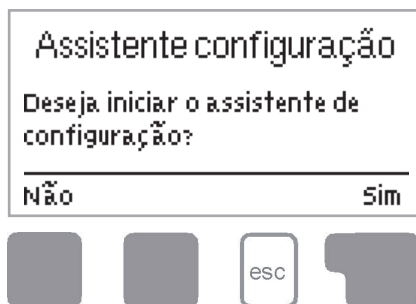 Assistente configuração
Deseja iniciar o assistente de
configuração?
Não Sim
esc